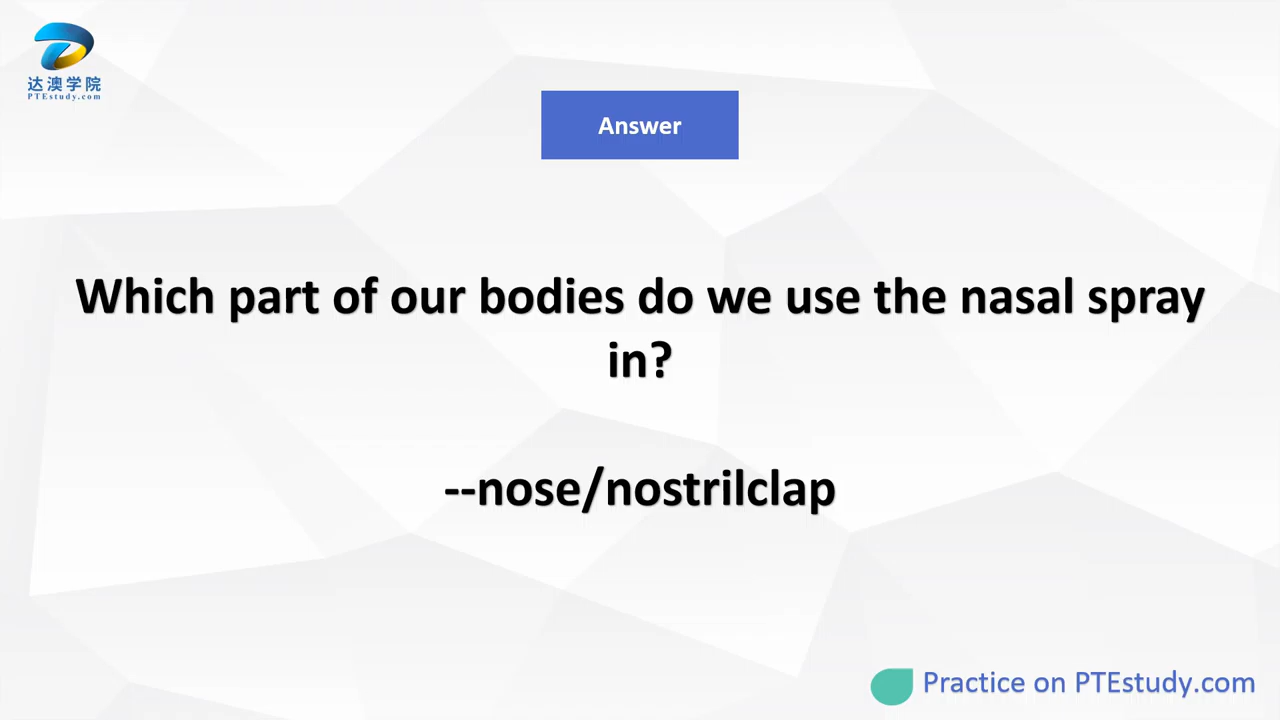 达澳学院
PTEstudy.com
Answer
Which part of our bodies do we use the nasal spray
in?
--nose/nostrilclap
Practice on PTEstudy.com